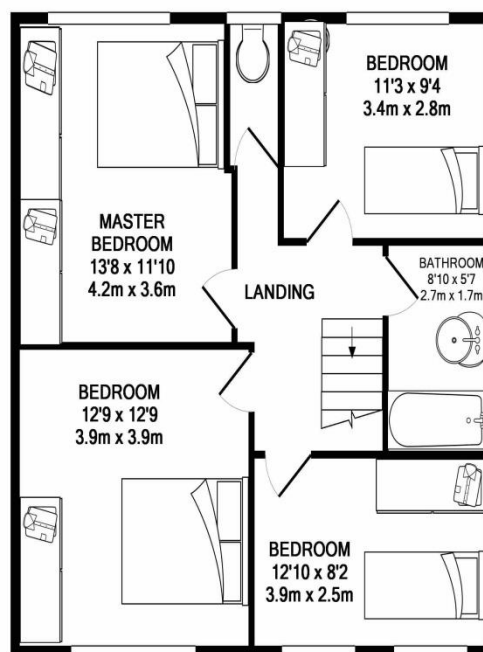 BEDROOM
11'3 x 9'4
3.4m x 2.8m
MASTER
BEDROOM
13'8 x 11'10
4.2m x 3.6m
LANDING
BATHROOM
8'10 x 5'7
2.7m x 1.7m
BEDROOM
12'9 x 12'9
3.9m x 3.9m
BEDROOM
12'10 x 8'2
3.9m x 2.5m